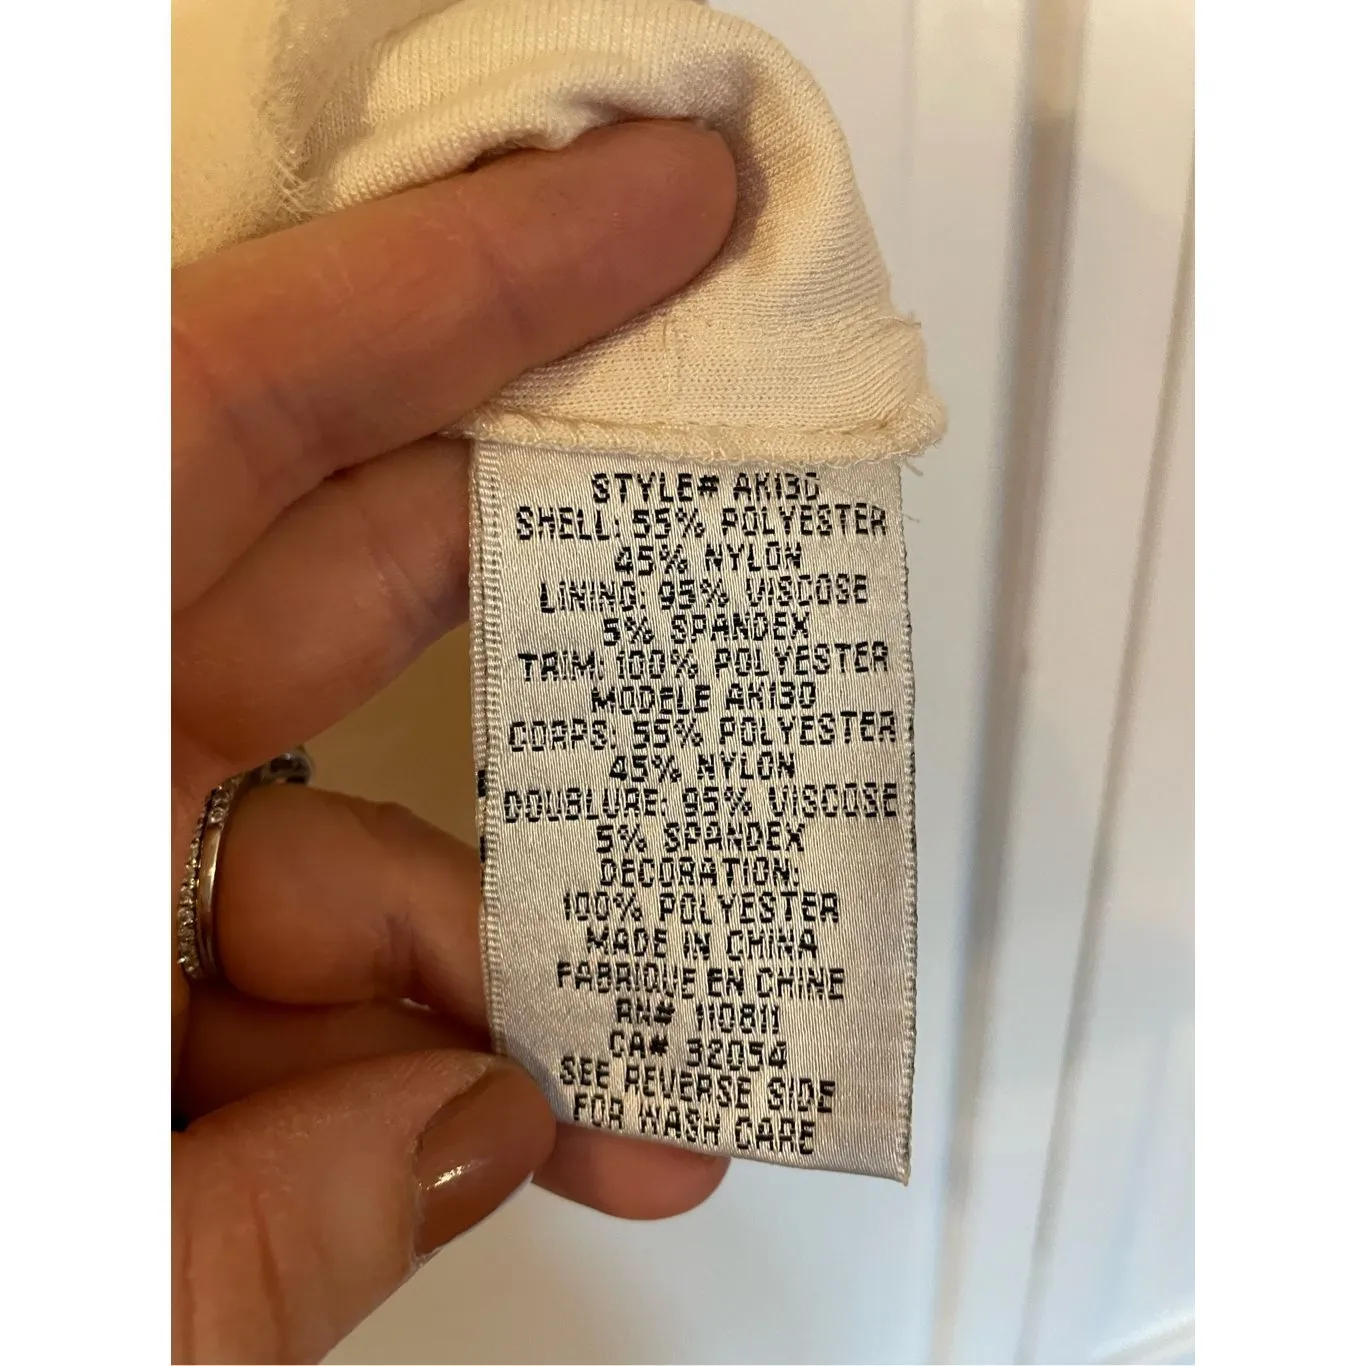 STYLE# AK130
SHELL: 55% POLYESTER
45% NYLON
LINING: 95% VISCOSE
5% SPANDEX
TRIM: 100% POLYESTER
MODELE AK130
CORPS: 55% POLYESTER
45% NYLON
DOUBLURE: 95% VISCOSE
5% SPANDEX
DECORATION:
100% POLYESTER
MADE IN CHINA
FABRIQUE EN CHINE
RN# 110811
CA# 32054
SEE REVERSE SIDE
FOR WASH CARE